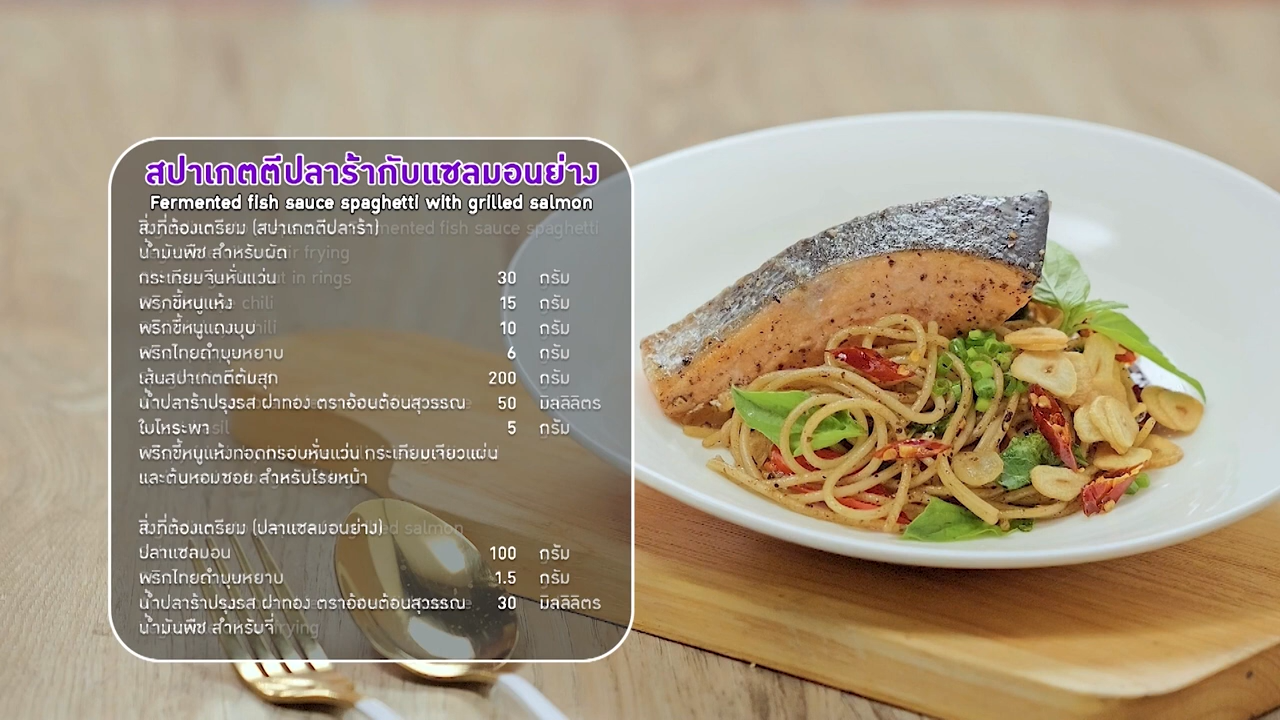 สปาเกตตีปลาร้ากับแซลมอนย่าง
Fermented fish sauce spaghetti with grilled salmon
สิ่งที่ต้องเตรียม (สปาเกตตีปลาร้า)
น้ำมันพืช สำหรับผัด
กระเทียมจีนหั่นแว่น 30 กรัม
พริกขี้หนูแห้ง 15 กรัม
พริกขี้หนูแดงบุบ 10 กรัม
พริกไทยดำบุบหยาบ 6 กรัม
เส้นสปาเกตตีต้มสุก 200 กรัม
น้ำปลาร้าปรุงรส ฝาทอง ตราอ้อนต้อนสุวรรณ 50 มิลลิลิตร
ใบโหระพา 5 กรัม
พริกขี้หนูแห้งทอดกรอบหั่นแว่น กระเทียมเจียวแผ่น
และต้นหอมซอย สำหรับโรยหน้า
สิ่งที่ต้องเตรียม (ปลาแซลมอนย่าง)
ปลาแซลมอน 100 กรัม
พริกไทยดำบุบหยาบ 1.5 กรัม
น้ำปลาร้าปรุงรส ฝาทอง ตราอ้อนต้อนสุวรรณ 30 มิลลิลิตร
น้ำมันพืช สำหรับจี่